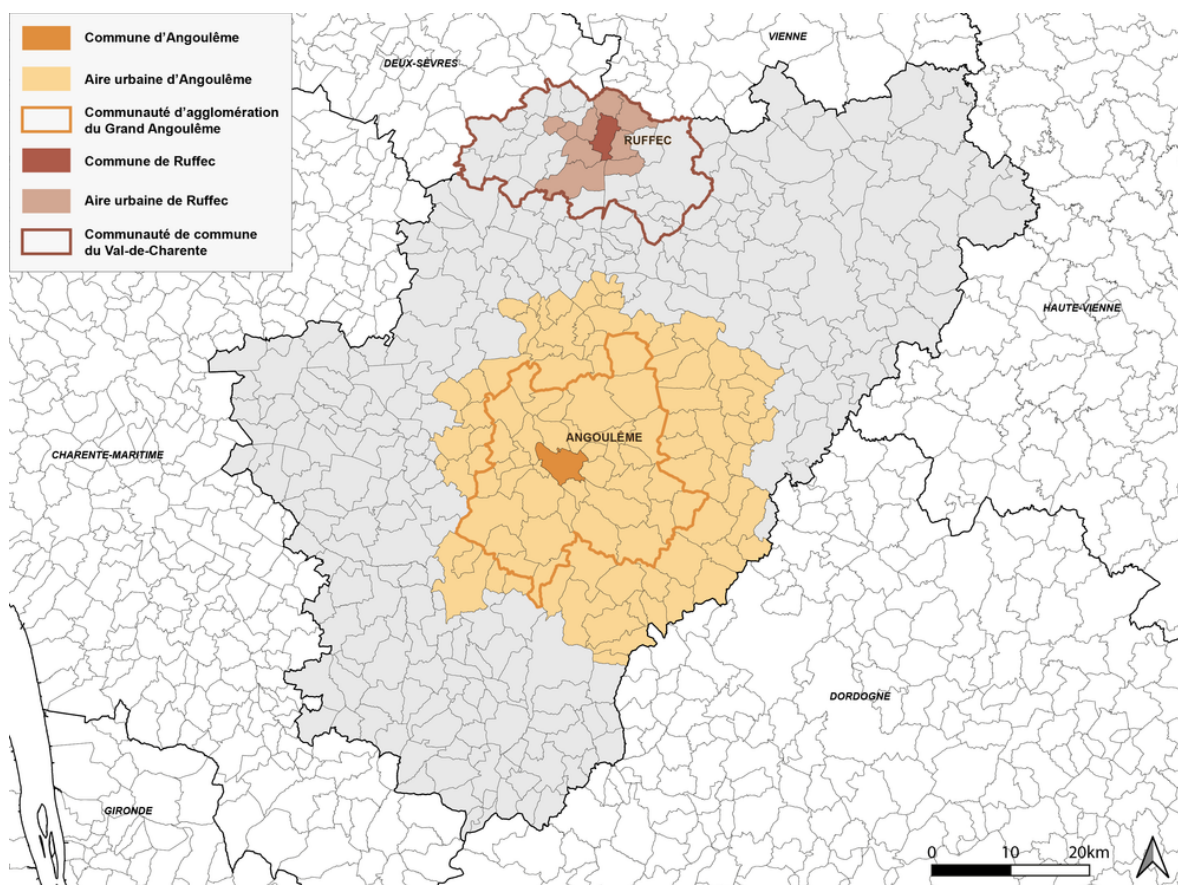 Commune d'Angoulême
Aire urbaine d'Angoulême
Communauté d'agglomération
du Grand Angoulême
Commune de Ruffec
Aire urbaine de Ruffec
Communauté de commune
du Val-de-Charente
VIENNE
DEUX-SÈVRES
RUFFEC
HAUTE-VIENNE
ANGOULÊME
CHARENTE-MARITIME
DORDOGNE
GIRONDE
0 10 20km